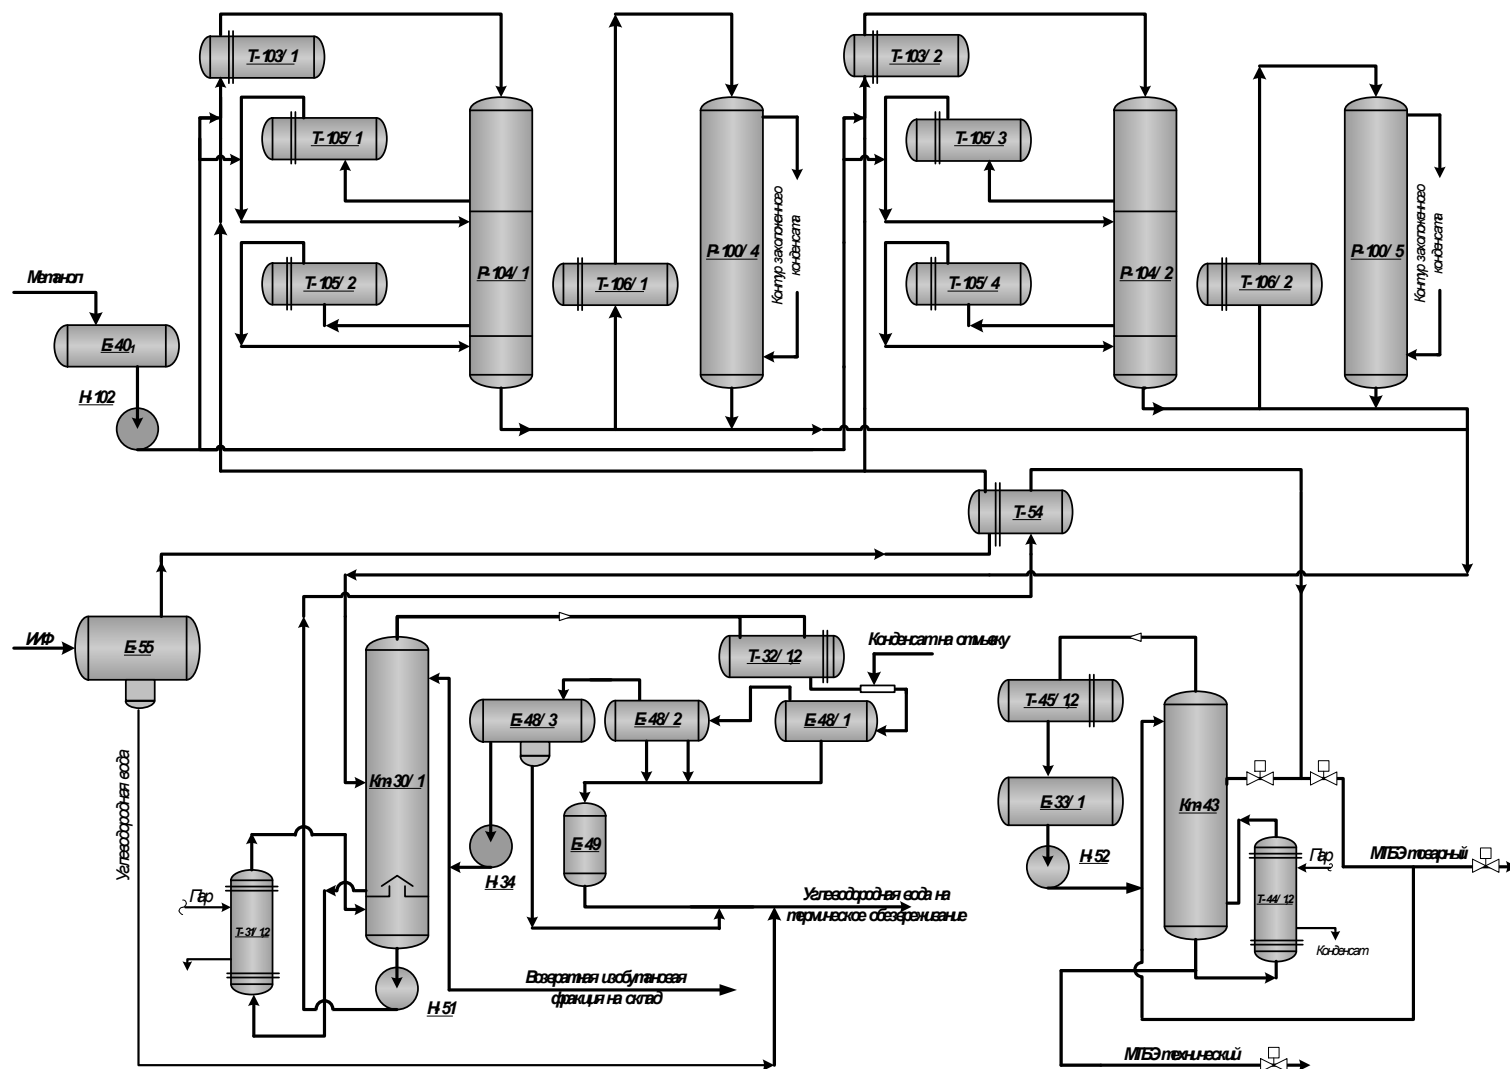 Т-103/1
Т-103/2
Т-105/1
Т-105/3
Контур захоложенного
конденсата
Контур захоложенного
конденсата
Р-104/1
Р-100/4
Р-104/2
Р-100/5
Метанол
Т-105/2
Т-106/1
Т-105/4
Т-106/2
Е-40₁
Н-102
Т-54
ИИФ
Е-55
Т-32/1,2
Конденсат на отмывку
Т-45/1,2
Е-48/3
Е-48/2
Е-48/1
Углеводородная вода
Кт-30/1
Е-33/1
Кт-43
Е-49
Н-34
Н-52
Пар
МТБЭ товарный
Пар
Т-31/1,2
Т-44/1,2
Углеводородная вода на
термическое обезвреживание
Конденсат
Возвратная изобутановая
фракция на склад
Н-51
МТБЭ технический